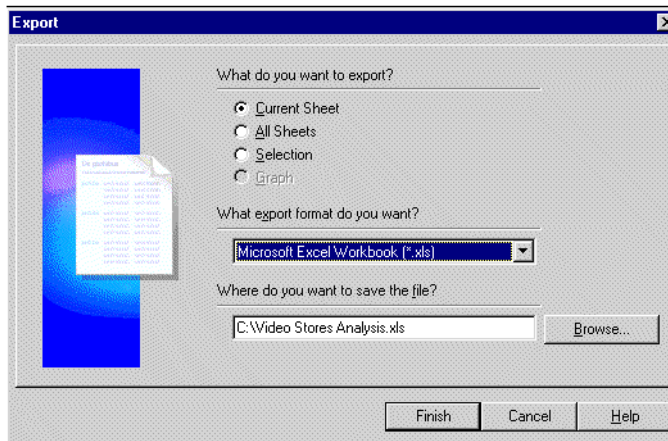 Export
What do you want to export?
Current Sheet
All Sheets
Selection
Graph
What export format do you want?
Microsoft Excel Workbook (*.xls)
Where do you want to save the file?
C:\Video Stores Analysis.xls
Browse...
Finish Cancel Help